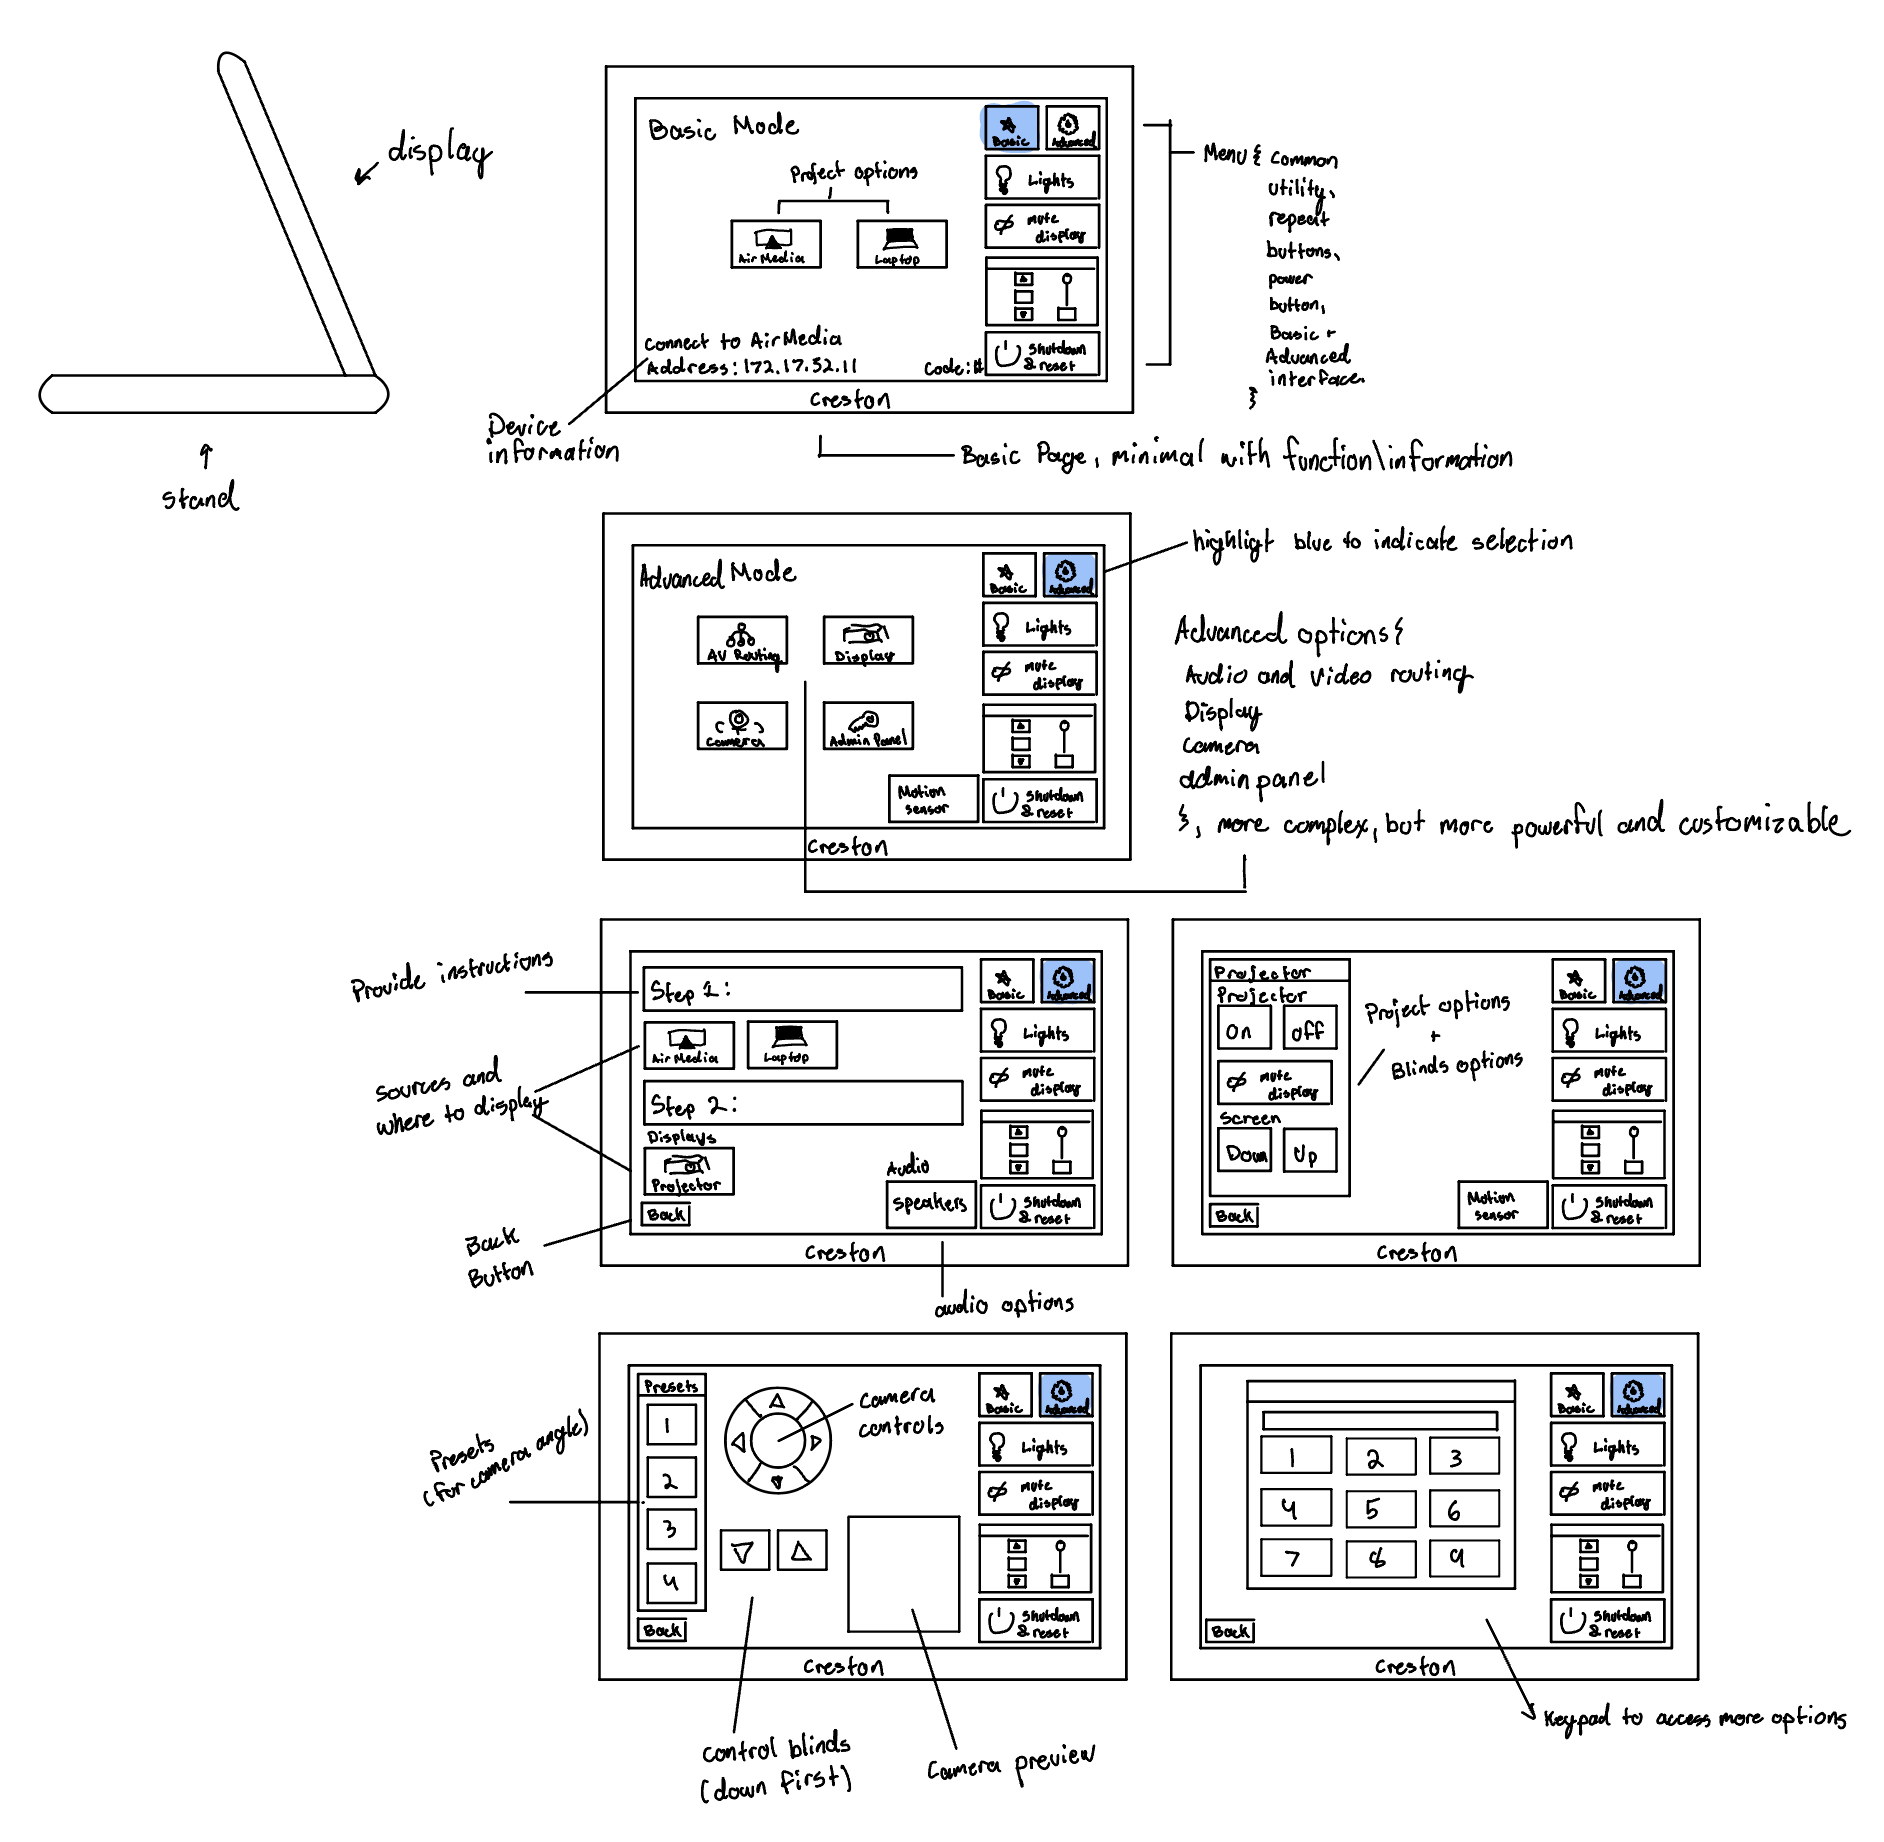 display
stand
Basic Mode
Project options
Air Media
Laptop
Connect to AirMedia
Address: 172.17.52.11
Code: #
Basic
Advanced
Lights
mute
display
Shutdown
& reset
Creston
Menu {
Common
utility,
repeat
buttons,
power
button,
Basic +
Advanced
interface.
}
Device
information
Basic Page, minimal with function\information
Advanced Mode
AV Routing
Display
Camera
Admin Panel
Motion
sensor
Basic
Advanced
Lights
mute
display
Shutdown
& reset
Creston
highligt blue to indicate selection
Advanced options {
Audio and video routing
Display
camera
admin panel
}, more complex, but more powerful and customizable
Provide instructions
Sources and
where to display
Back
Button
Step 1:
Air Media
Laptop
Step 2:
Displays
Projector
Back
Audio
speakers
Basic
Advanced
Lights
mute
display
Shutdown
& reset
Creston
audio options
Projector
Projector
On
Off
mute
display
Screen
Down
Up
Back
Project options
+
Blinds options
Motion
sensor
Basic
Advanced
Lights
mute
display
Shutdown
& reset
Creston
Presets
(for camera angle)
Presets
1
2
3
4
Back
Camera
controls
Basic
Advanced
Lights
mute
display
Shutdown
& reset
Creston
control blinds
(down first)
Camera preview
1 2 3
4 5 6
7 8 9
Back
Basic
Advanced
Lights
mute
display
Shutdown
& reset
Creston
Keypad to access more options